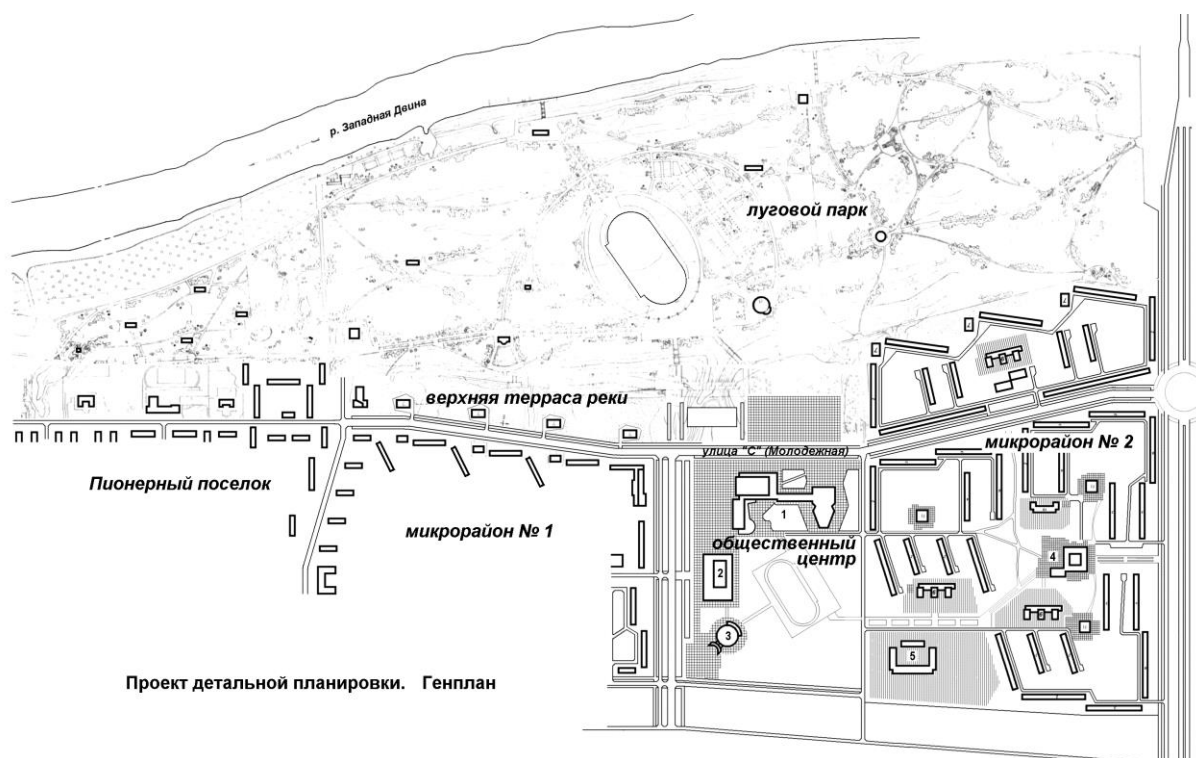 р. Западная Двина
луговой парк
верхняя терраса реки
улица "С" (Молодежная)
микрорайон № 2
Пионерный поселок
микрорайон № 1
1
общественный
центр
2
3
4
5
Проект детальной планировки. Генплан